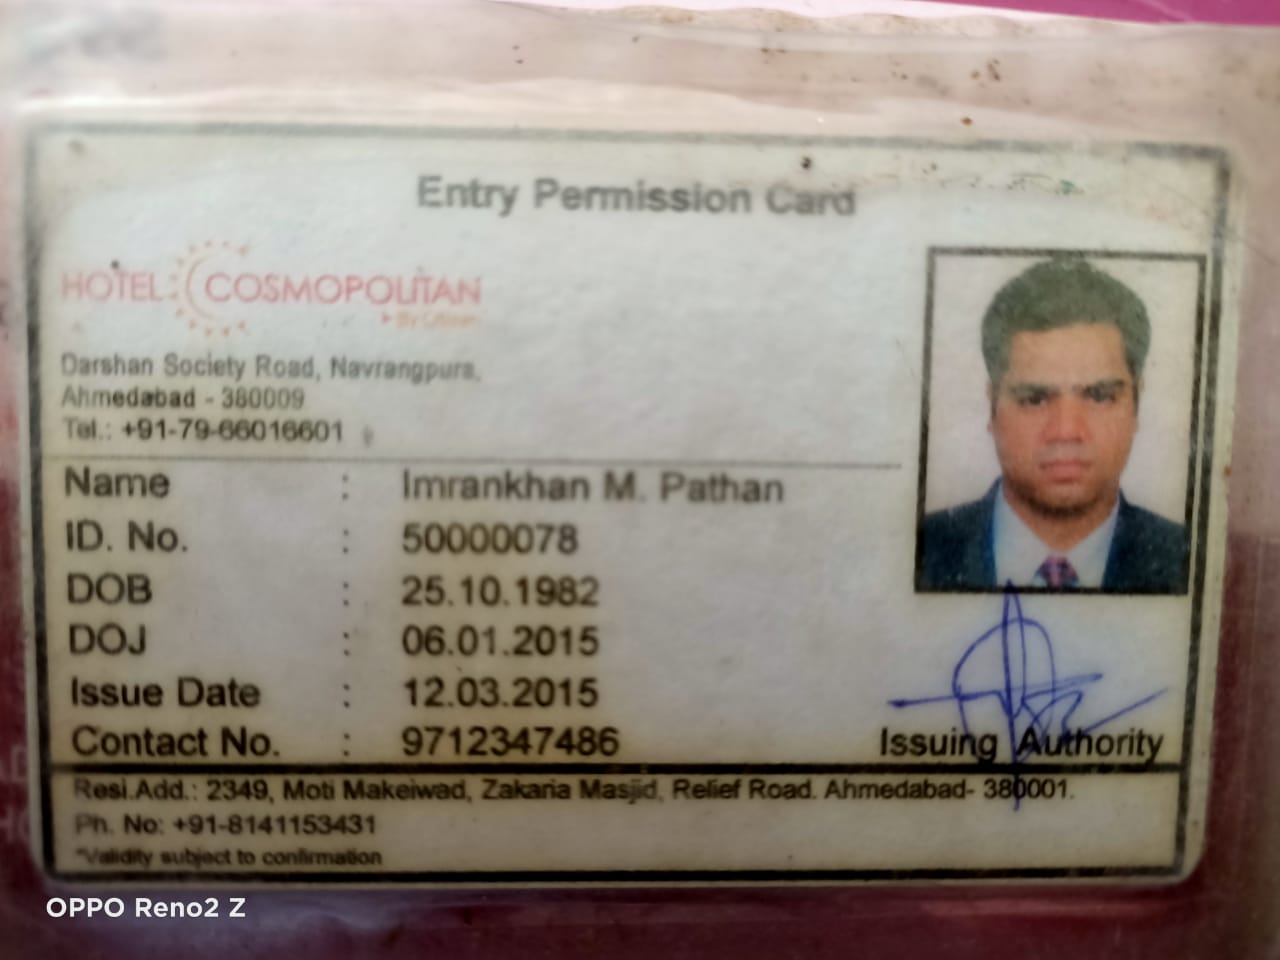 Entry Permission Card
HOTEL COSMOPOLITAN
By Citizen
Darshan Society Road, Navrangpura,
Ahmedabad - 380009
Tel.: +91-79-66016601
Name : Imrankhan M. Pathan
ID. No. : 50000078
DOB : 25.10.1982
DOJ : 06.01.2015
Issue Date : 12.03.2015
Contact No. : 9712347486
Issuing Authority
Resi.Add.: 2349, Moti Makeiwad, Zakaria Masjid, Relief Road. Ahmedabad- 380001.
Ph. No: +91-8141153431
*Validity subject to confirmation
OPPO Reno2 Z